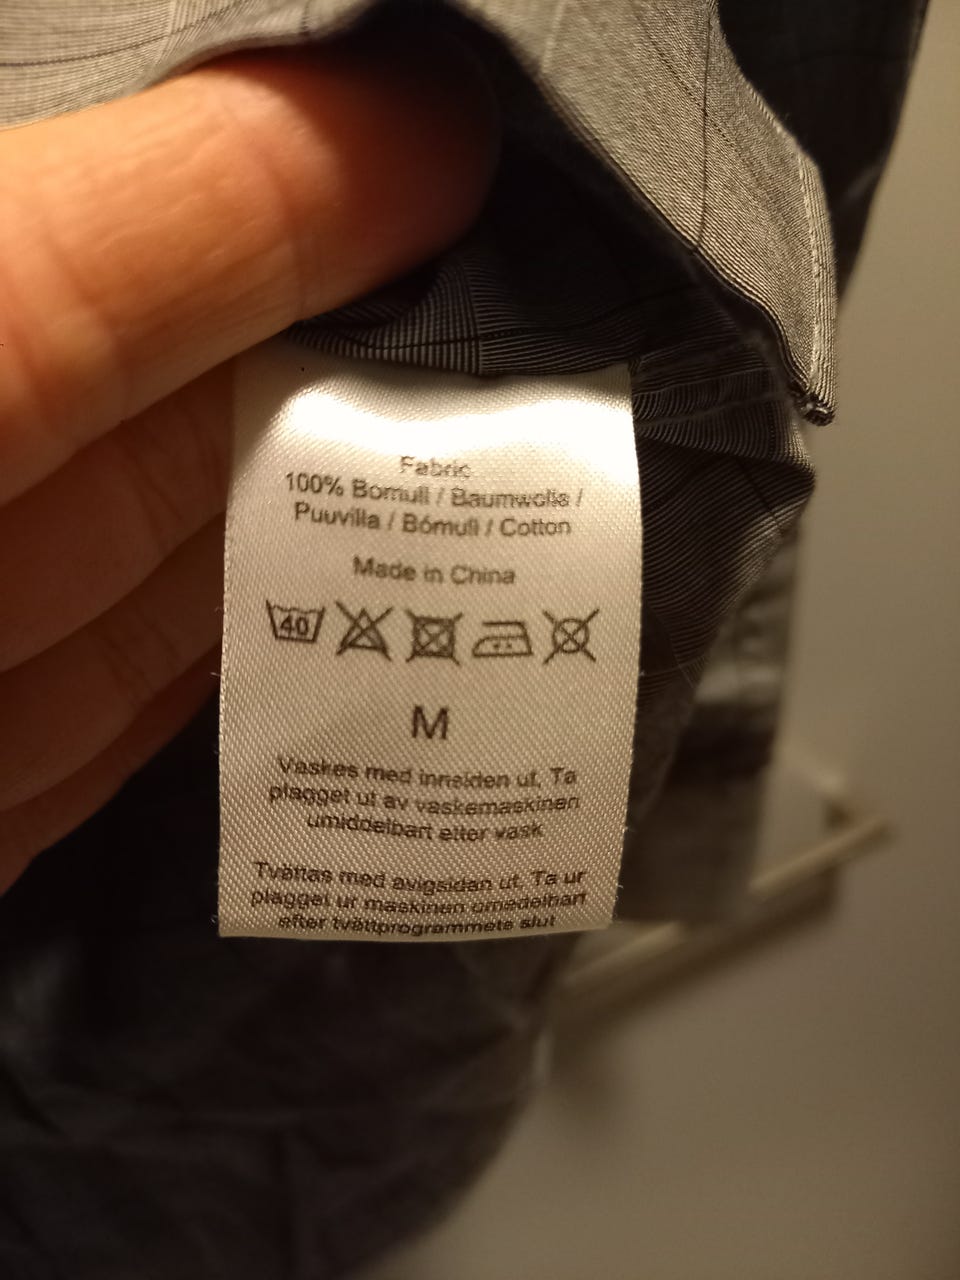 Fabric
100% Bomull / Baumwolle /
Puuvilla / Bómull / Cotton
Made in China
40
M
Vaskes med innsiden ut. Ta
plagget ut av vaskemaskinen
umiddelbart etter vask
Tvättas med avigsidan ut. Ta ur
plagget ur maskinen omedelbart
efter tvättprogrammets slut